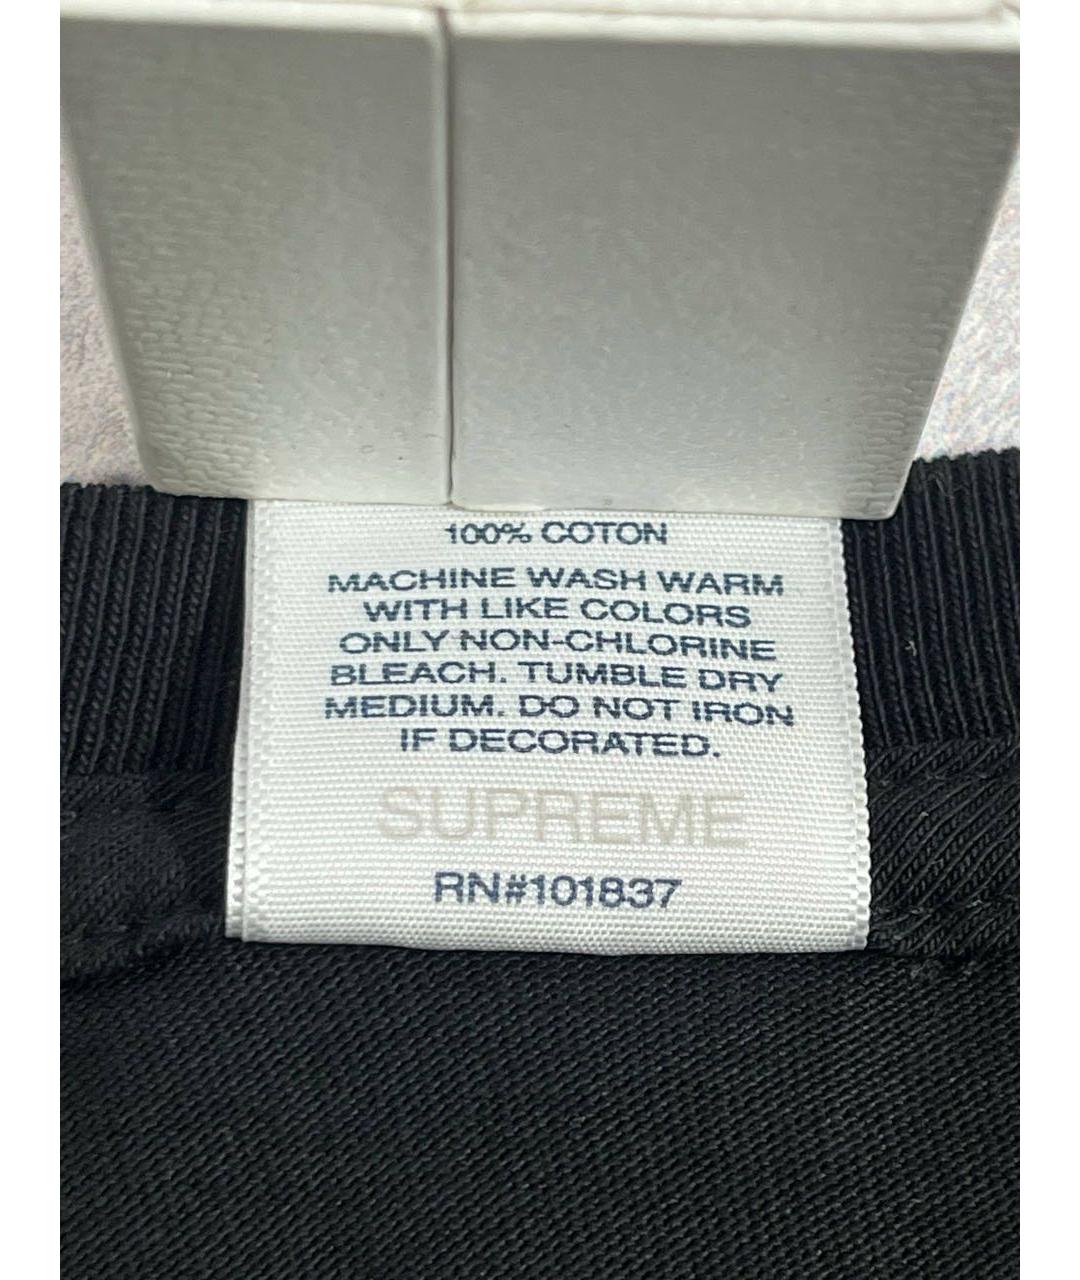 100% COTON
MACHINE WASH WARM
WITH LIKE COLORS
ONLY NON-CHLORINE
BLEACH. TUMBLE DRY
MEDIUM. DO NOT IRON
IF DECORATED.
SUPREME
RN#101837